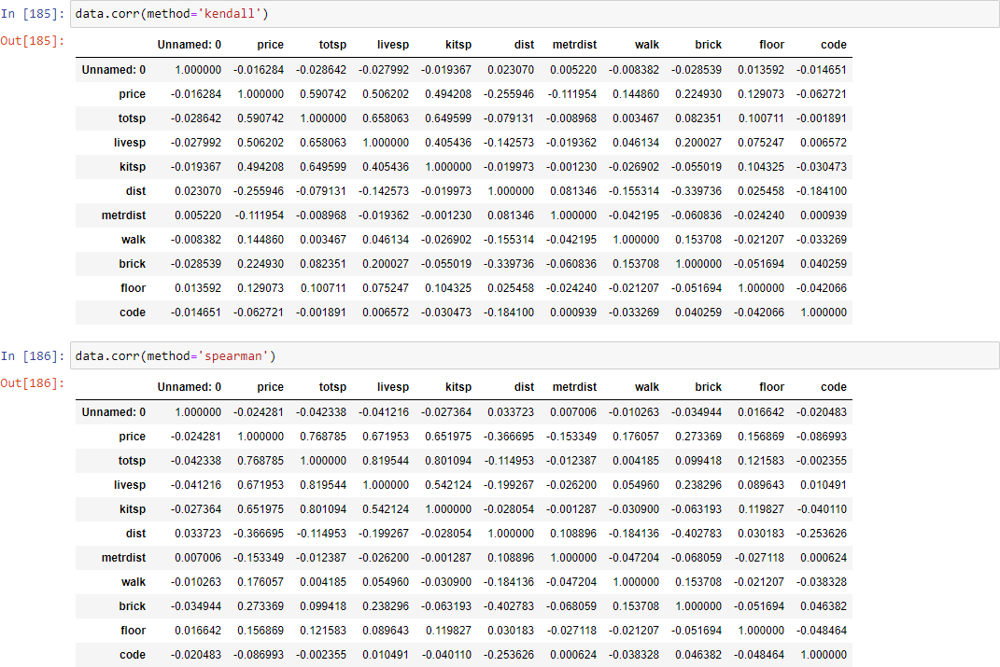 In [185]: data.corr(method='kendall')
Out[185]:
Unnamed: 0 price totsp livesp kitsp dist metrdist walk brick floor code
Unnamed: 0 1.000000 -0.016284 -0.028642 -0.027992 -0.019367 0.023070 0.005220 -0.008382 -0.028539 0.013592 -0.014651
price -0.016284 1.000000 0.590742 0.506202 0.494208 -0.255946 -0.111954 0.144860 0.224930 0.129073 -0.062721
totsp -0.028642 0.590742 1.000000 0.658063 0.649599 -0.079131 -0.008968 0.003467 0.082351 0.100711 -0.001891
livesp -0.027992 0.506202 0.658063 1.000000 0.405436 -0.142573 -0.019362 0.046134 0.200027 0.075247 0.006572
kitsp -0.019367 0.494208 0.649599 0.405436 1.000000 -0.019973 -0.001230 -0.026902 -0.055019 0.104325 -0.030473
dist 0.023070 -0.255946 -0.079131 -0.142573 -0.019973 1.000000 0.081346 -0.155314 -0.339736 0.025458 -0.184100
metrdist 0.005220 -0.111954 -0.008968 -0.019362 -0.001230 0.081346 1.000000 -0.042195 -0.060836 -0.024240 0.000939
walk -0.008382 0.144860 0.003467 0.046134 -0.026902 -0.155314 -0.042195 1.000000 0.153708 -0.021207 -0.033269
brick -0.028539 0.224930 0.082351 0.200027 -0.055019 -0.339736 -0.060836 0.153708 1.000000 -0.051694 0.040259
floor 0.013592 0.129073 0.100711 0.075247 0.104325 0.025458 -0.024240 -0.021207 -0.051694 1.000000 -0.042066
code -0.014651 -0.062721 -0.001891 0.006572 -0.030473 -0.184100 0.000939 -0.033269 0.040259 -0.042066 1.000000
In [186]: data.corr(method='spearman')
Out[186]:
Unnamed: 0 price totsp livesp kitsp dist metrdist walk brick floor code
Unnamed: 0 1.000000 -0.024281 -0.042338 -0.041216 -0.027364 0.033723 0.007006 -0.010263 -0.034944 0.016642 -0.020483
price -0.024281 1.000000 0.768785 0.671953 0.651975 -0.366695 -0.153349 0.176057 0.273369 0.156869 -0.086993
totsp -0.042338 0.768785 1.000000 0.819544 0.801094 -0.114953 -0.012387 0.004185 0.099418 0.121583 -0.002355
livesp -0.041216 0.671953 0.819544 1.000000 0.542124 -0.199267 -0.026200 0.054960 0.238296 0.089643 0.010491
kitsp -0.027364 0.651975 0.801094 0.542124 1.000000 -0.028054 -0.001287 -0.030900 -0.063193 0.119827 -0.040110
dist 0.033723 -0.366695 -0.114953 -0.199267 -0.028054 1.000000 0.108896 -0.184136 -0.402783 0.030183 -0.253626
metrdist 0.007006 -0.153349 -0.012387 -0.026200 -0.001287 0.108896 1.000000 -0.047204 -0.068059 -0.027118 0.000624
walk -0.010263 0.176057 0.004185 0.054960 -0.030900 -0.184136 -0.047204 1.000000 0.153708 -0.021207 -0.038328
brick -0.034944 0.273369 0.099418 0.238296 -0.063193 -0.402783 -0.068059 0.153708 1.000000 -0.051694 0.046382
floor 0.016642 0.156869 0.121583 0.089643 0.119827 0.030183 -0.027118 -0.021207 -0.051694 1.000000 -0.048464
code -0.020483 -0.086993 -0.002355 0.010491 -0.040110 -0.253626 0.000624 -0.038328 0.046382 -0.048464 1.000000